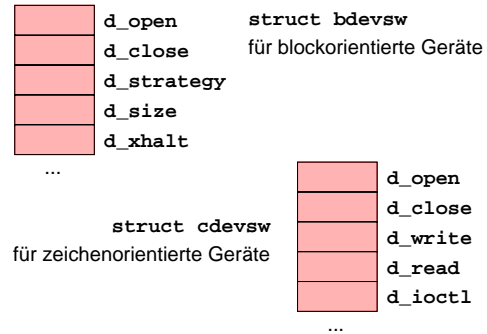 d_open
d_close
d_strategy
d_size
d_xhalt
...
struct bdevsw
für blockorientierte Geräte
struct cdevsw
für zeichenorientierte Geräte
d_open
d_close
d_write
d_read
d_ioctl
...